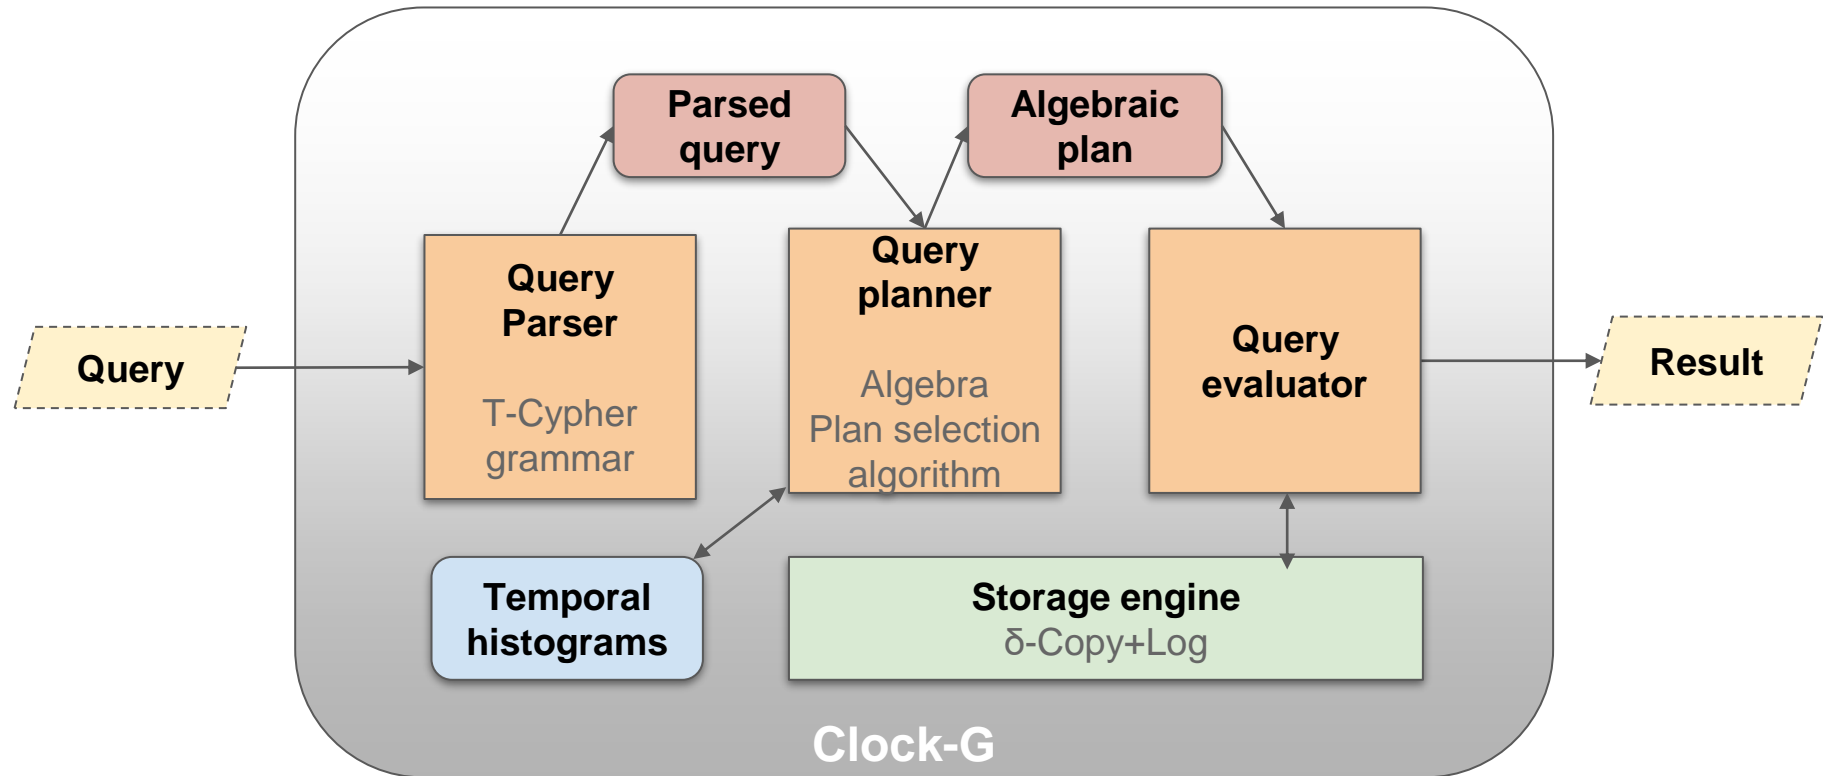 Parsed
query
Algebraic
plan
Query
Query
Parser
T-Cypher
grammar
Query
planner
Algebra
Plan selection
algorithm
Query
evaluator
Result
Temporal
histograms
Storage engine
δ-Copy+Log
Clock-G